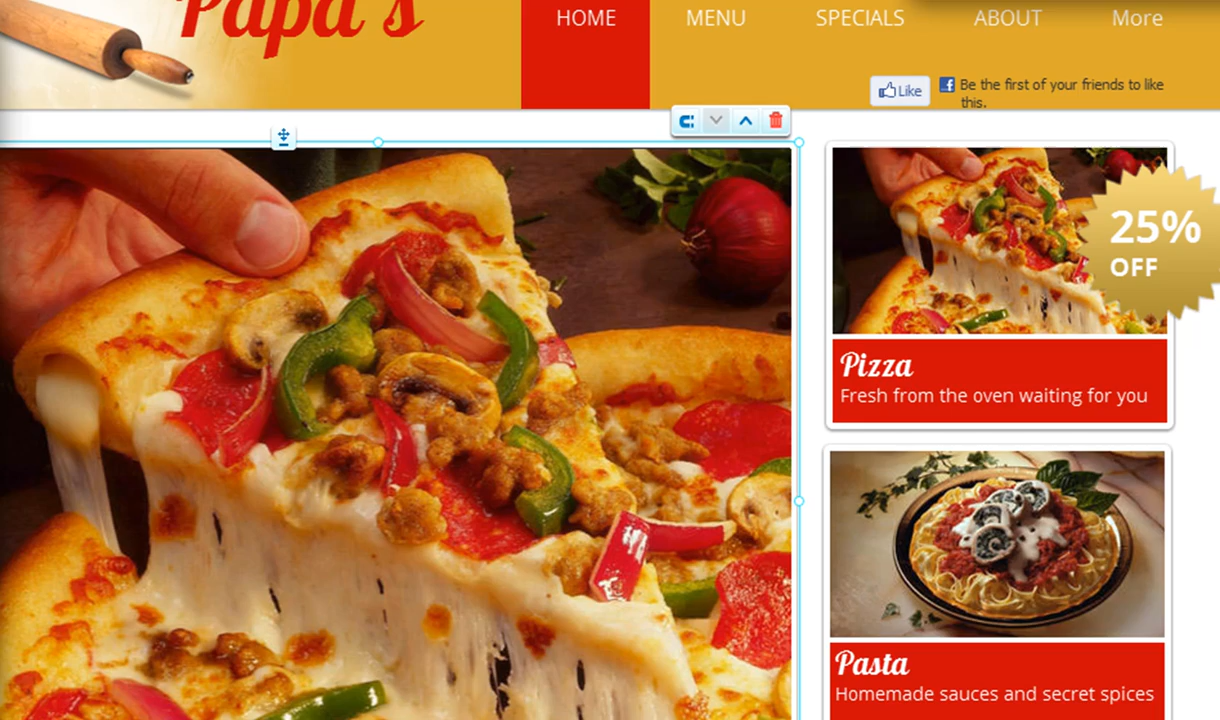 Papa's
HOME
MENU
SPECIALS
ABOUT
More
Like
Be the first of your friends to like
this.
25%
OFF
Pizza
Fresh from the oven waiting for you
Pasta
Homemade sauces and secret spices